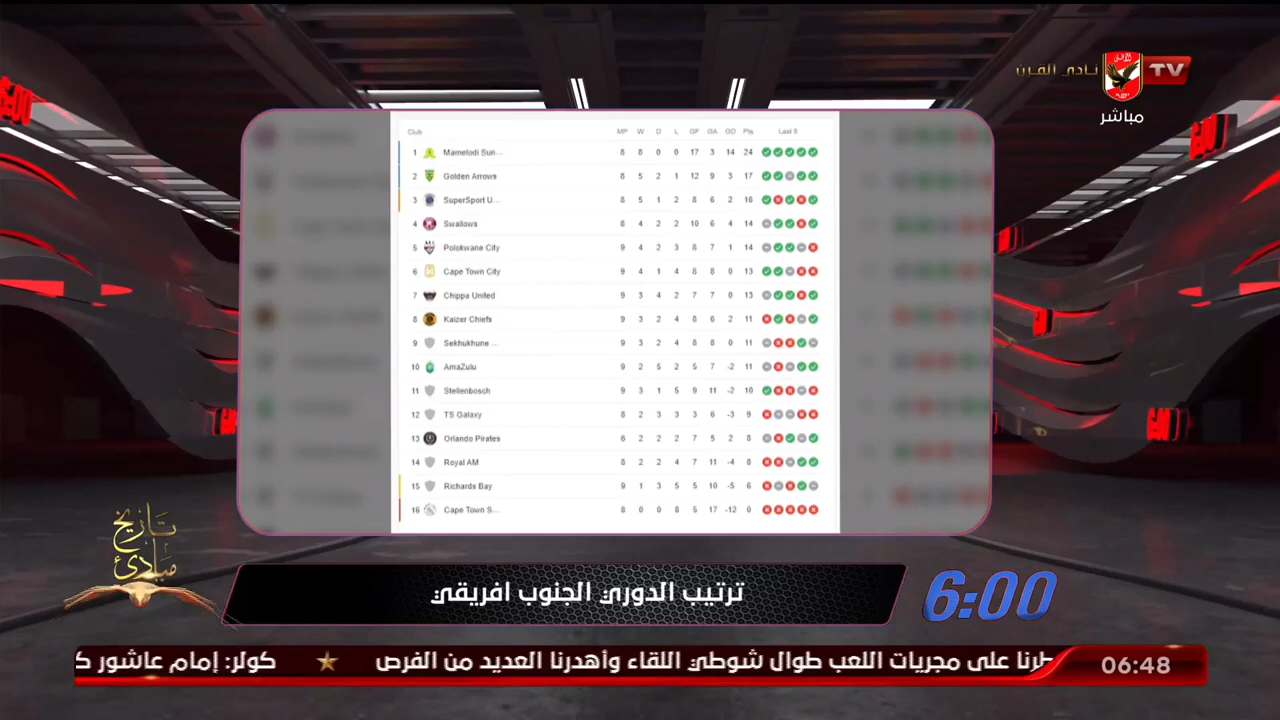 نادي القرن
TV
مباشر
Club MP W D L GF GA GD Pts Last 5
1 Mamelodi Sun... 8 8 0 0 17 3 14 24
2 Golden Arrows 8 5 2 1 12 9 3 17
3 SuperSport U... 8 5 1 2 8 6 2 16
4 Swallows 8 4 2 2 10 6 4 14
5 Polokwane City 9 4 2 3 8 7 1 14
6 Cape Town City 9 4 1 4 8 8 0 13
7 Chippa United 9 3 4 2 7 7 0 13
8 Kaizer Chiefs 9 3 2 4 8 6 2 11
9 Sekhukhune ... 9 3 2 4 8 8 0 11
10 AmaZulu 9 2 5 2 5 7 -2 11
11 Stellenbosch 9 3 1 5 9 11 -2 10
12 TS Galaxy 8 2 3 3 3 6 -3 9
13 Orlando Pirates 6 2 2 2 7 5 2 8
14 Royal AM 8 2 2 4 7 11 -4 8
15 Richards Bay 9 1 3 5 5 10 -5 6
16 Cape Town S... 8 0 0 8 5 17 -12 0
تاريخ
مبادئ
ترتيب الدوري الجنوب افريقي
6:00
طرنا على مجريات اللعب طوال شوطي اللقاء وأهدرنا العديد من الفرص ★ كولر: إمام عاشور ك
06:48